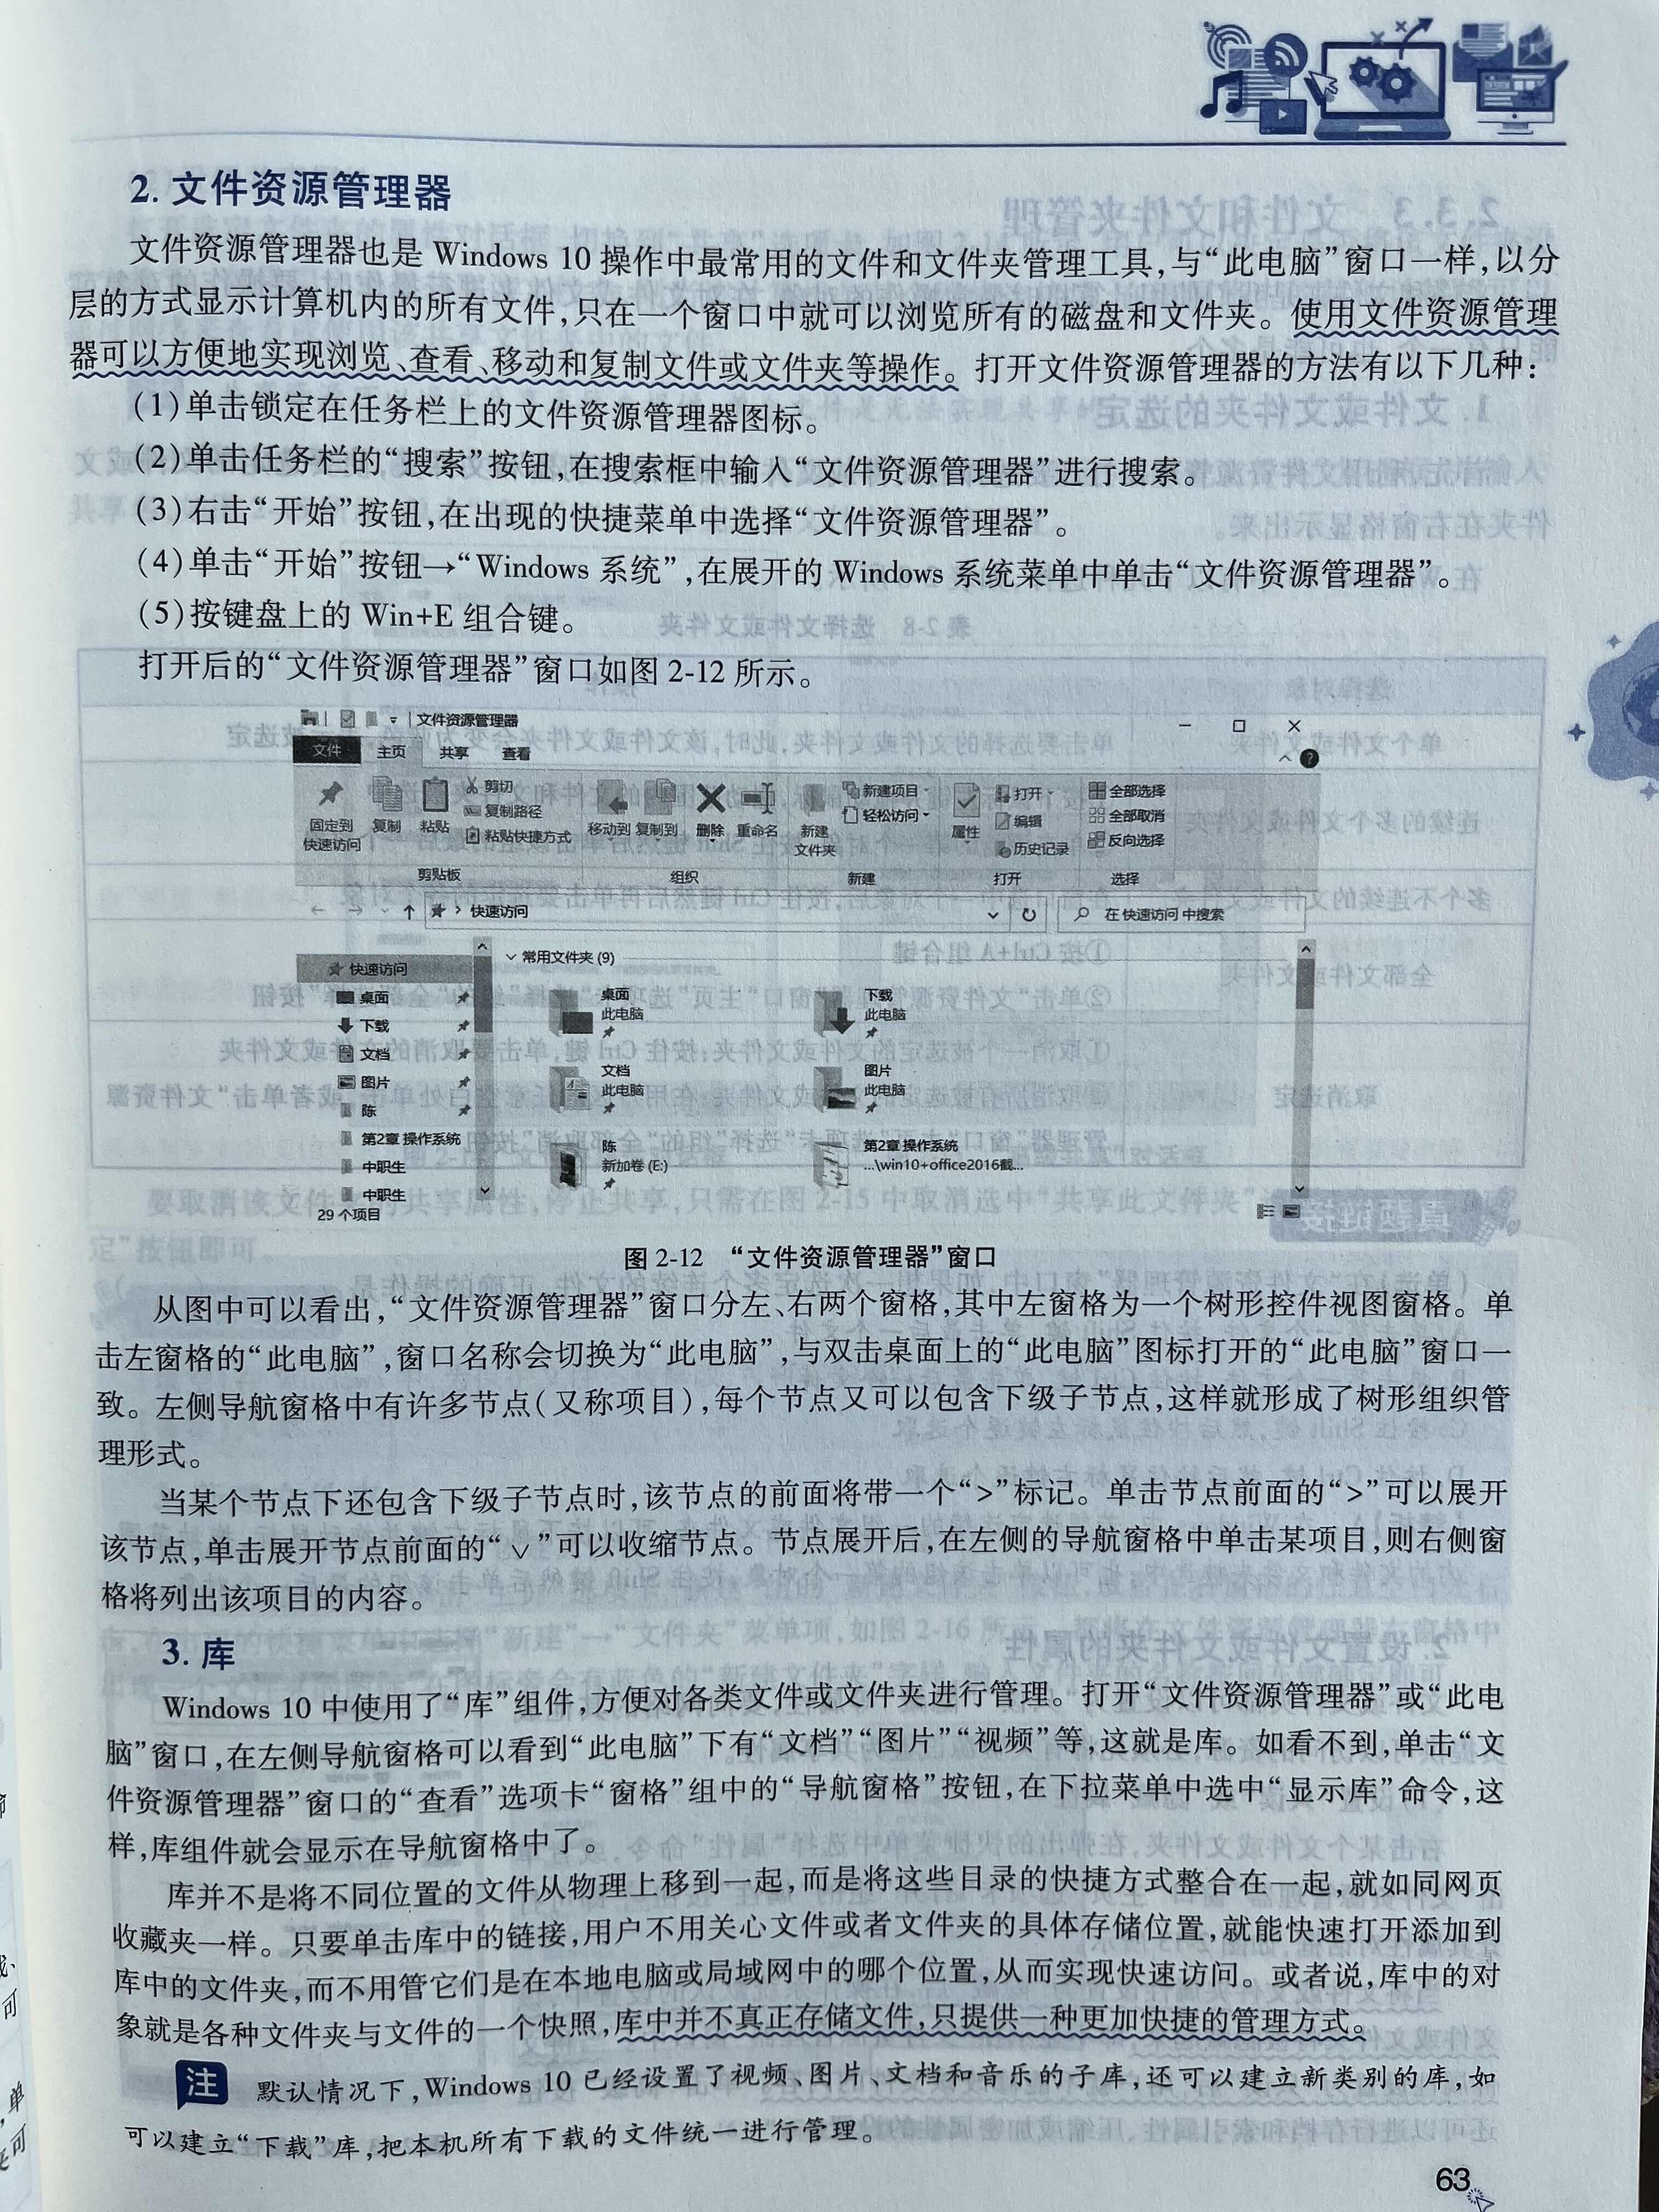 2. 文件资源管理器
文件资源管理器也是 Windows 10 操作中最常用的文件和文件夹管理工具,与“此电脑”窗口一样,以分
层的方式显示计算机内的所有文件,只在一个窗口中就可以浏览所有的磁盘和文件夹。使用文件资源管理
器可以方便地实现浏览、查看、移动和复制文件或文件夹等操作。打开文件资源管理器的方法有以下几种:
(1)单击锁定在任务栏上的文件资源管理器图标。
(2)单击任务栏的“搜索”按钮,在搜索框中输入“文件资源管理器”进行搜索。
(3)右击“开始”按钮,在出现的快捷菜单中选择“文件资源管理器”。
(4)单击“开始”按钮→“Windows 系统”,在展开的 Windows 系统菜单中单击“文件资源管理器”。
(5)按键盘上的 Win+E 组合键。
打开后的“文件资源管理器”窗口如图 2-12 所示。
文件资源管理器
文件 主页 共享 查看
固定到快速访问 复制 粘贴 剪切 复制路径 粘贴快捷方式
移动到 复制到 删除 重命名 新建文件夹 新建项目 轻松访问
属性 打开 编辑 历史记录 全部选择 全部取消 反向选择
剪贴板 组织 新建 打开 选择
快速访问 在 快速访问 中搜索
快速访问
桌面
下载
文档
图片
陈
第2章 操作系统
中职生
中职生
常用文件夹 (9)
桌面 此电脑
下载 此电脑
文档 此电脑
图片 此电脑
陈 新加卷 (E:)
第2章 操作系统 ...\win10+office2016截...
29 个项目
图 2-12 “文件资源管理器”窗口
从图中可以看出,“文件资源管理器”窗口分左、右两个窗格,其中左窗格为一个树形控件视图窗格。单
击左窗格的“此电脑”,窗口名称会切换为“此电脑”,与双击桌面上的“此电脑”图标打开的“此电脑”窗口一
致。左侧导航窗格中有许多节点(又称项目),每个节点又可以包含下级子节点,这样就形成了树形组织管
理形式。
当某个节点下还包含下级子节点时,该节点的前面将带一个“>”标记。单击节点前面的“>”可以展开
该节点,单击展开节点前面的“∨”可以收缩节点。节点展开后,在左侧的导航窗格中单击某项目,则右侧窗
格将列出该项目的内容。
3. 库
Windows 10 中使用了“库”组件,方便对各类文件或文件夹进行管理。打开“文件资源管理器”或“此电
脑”窗口,在左侧导航窗格可以看到“此电脑”下有“文档”“图片”“视频”等,这就是库。如看不到,单击“文
件资源管理器”窗口的“查看”选项卡“窗格”组中的“导航窗格”按钮,在下拉菜单中选中“显示库”命令,这
样,库组件就会显示在导航窗格中了。
库并不是将不同位置的文件从物理上移到一起,而是将这些目录的快捷方式整合在一起,就如同网页
收藏夹一样。只要单击库中的链接,用户不用关心文件或者文件夹的具体存储位置,就能快速打开添加到
库中的文件夹,而不用管它们是在本地电脑或局域网中的哪个位置,从而实现快速访问。或者说,库中的对
象就是各种文件夹与文件的一个快照,库中并不真正存储文件,只提供一种更加快捷的管理方式。
注 默认情况下,Windows 10 已经设置了视频、图片、文档和音乐的子库,还可以建立新类别的库,如
可以建立“下载”库,把本机所有下载的文件统一进行管理。
63